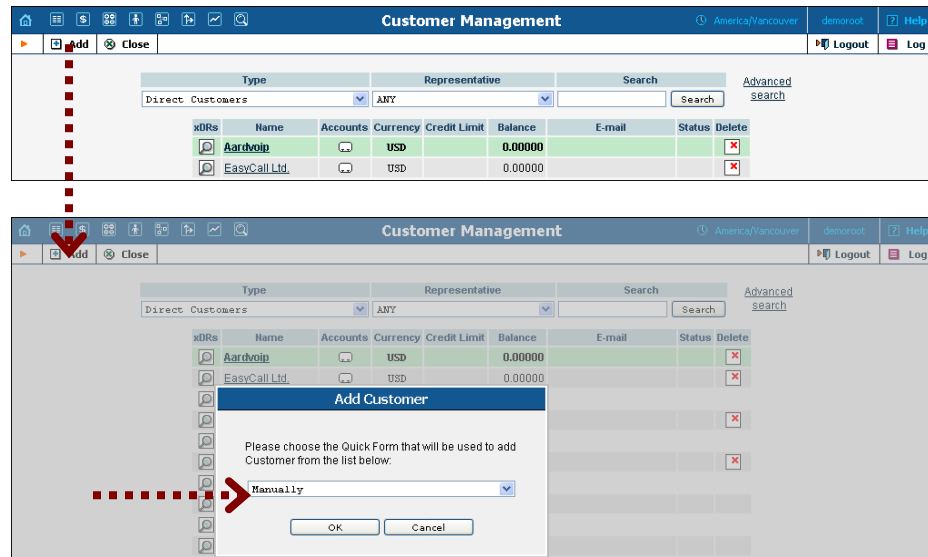 Customer Management America/Vancouver demoroot ? Help
Add Close Logout Log
Type Representative Search Advanced search
Direct Customers ANY Search
xDRs Name Accounts Currency Credit Limit Balance E-mail Status Delete
Aardvoip USD 0.00000
EasyCall Ltd. USD 0.00000
Customer Management America/Vancouver demoroot ? Help
Add Close Logout Log
Type Representative Search Advanced search
Direct Customers ANY Search
xDRs Name Accounts Currency Credit Limit Balance E-mail Status Delete
Aardvoip USD 0.00000
EasyCall Ltd. USD 0.00000
Add Customer
Please choose the Quick Form that will be used to add
Customer from the list below:
Manually
OK Cancel